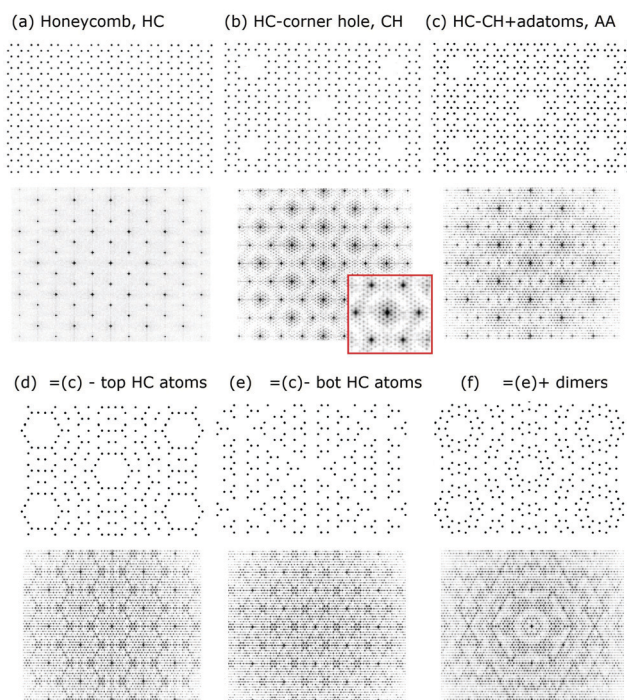 (a) Honeycomb, HC
(b) HC-corner hole, CH
(c) HC-CH+adatoms, AA
(d) =(c) - top HC atoms
(e) =(c)- bot HC atoms
(f) =(e)+ dimers